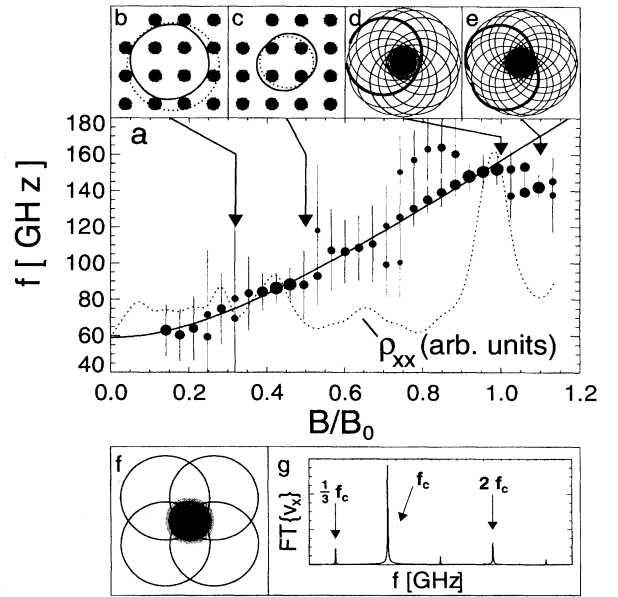 b
c
d
e
a
f [GHz]
180
160
140
120
100
80
60
40
ρxx (arb. units)
0.0 0.2 0.4 0.6 0.8 1.0 1.2
B/B0
f
g
FT{vx}
1/3 fc
fc
2 fc
f [GHz]